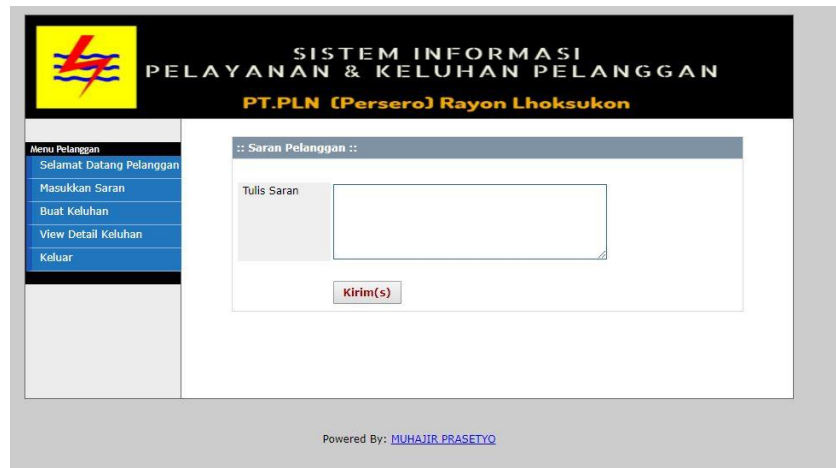 SISTEM INFORMASI
PELAYANAN & KELUHAN PELANGGAN
PT.PLN (Persero) Rayon Lhoksukon
Menu Pelanggan
Selamat Datang Pelanggan
Masukkan Saran
Buat Keluhan
View Detail Keluhan
Keluar
:: Saran Pelanggan ::
Tulis Saran
Kirim(s)
Powered By: MUHAJIR PRASETYO